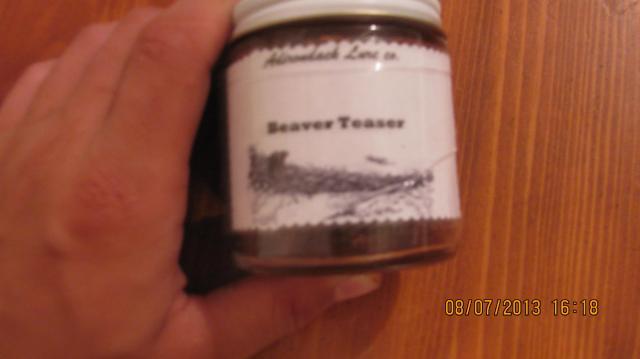 Adirondack Lure co.
Beaver Teaser
08/07/2013 16:18